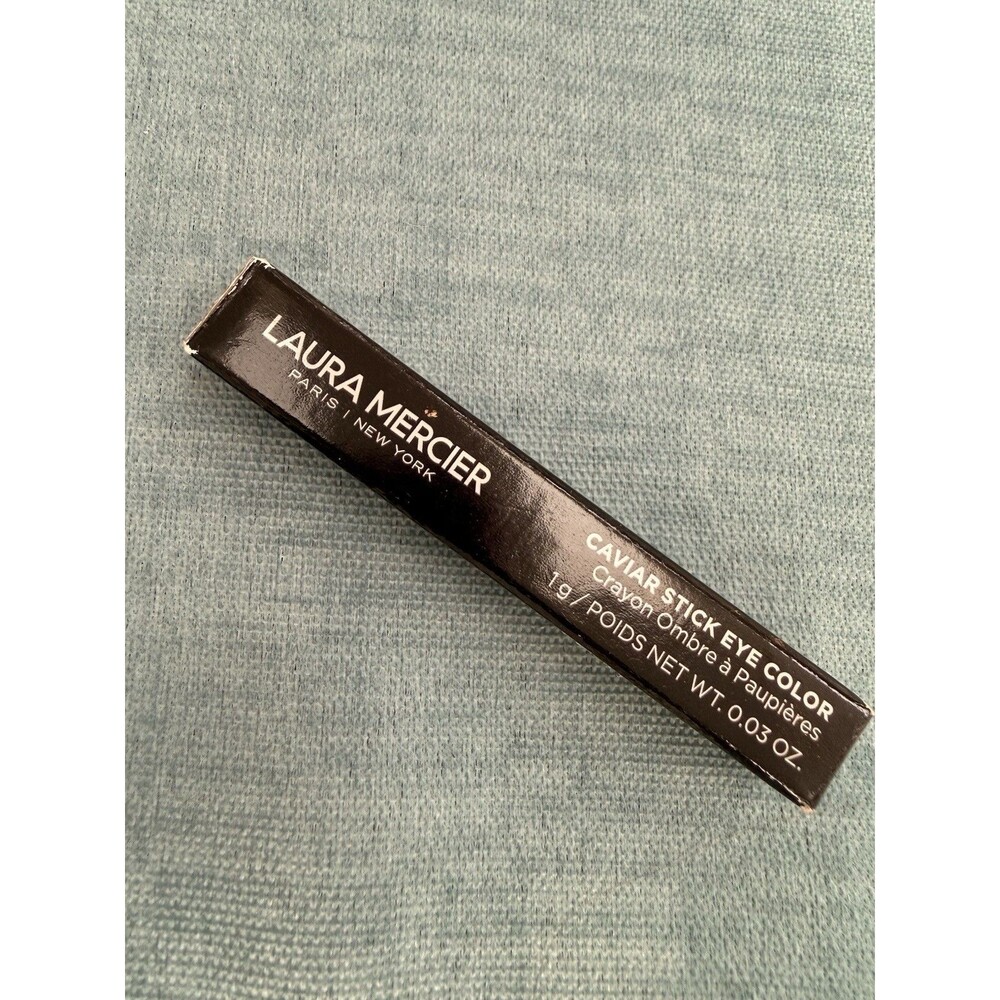 LAURA MERCIER
PARIS | NEW YORK
CAVIAR STICK EYE COLOR
Crayon Ombre à Paupières
1 g / POIDS NET WT. 0.03 OZ.